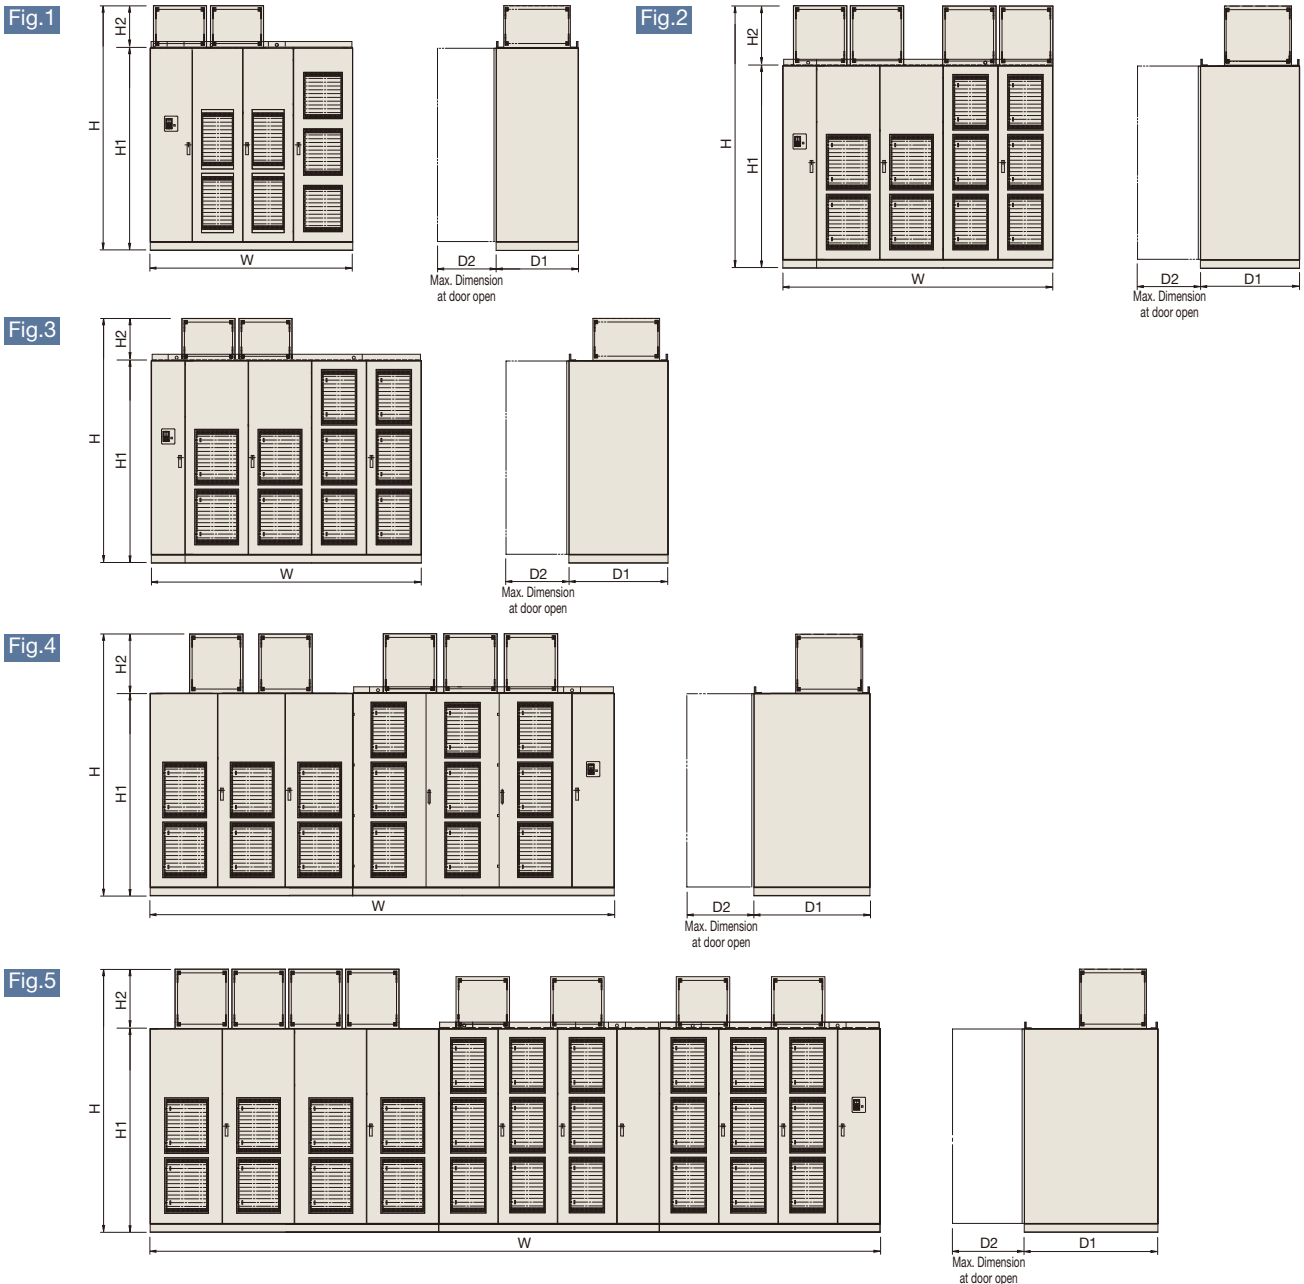 Fig.1
H2
H
H1
W
D2
D1
Max. Dimension
at door open
Fig.2
H2
H
H1
W
D2
D1
Max. Dimension
at door open
Fig.3
H2
H
H1
W
D2
D1
Max. Dimension
at door open
Fig.4
H2
H
H1
W
D2
D1
Max. Dimension
at door open
Fig.5
H2
H
H1
W
D2
D1
Max. Dimension
at door open